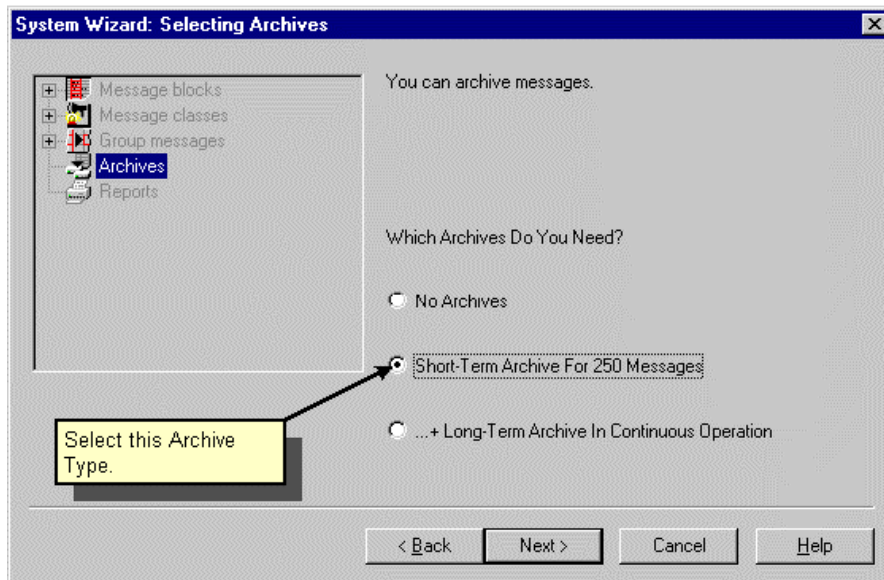 System Wizard: Selecting Archives
Message blocks
Message classes
Group messages
Archives
Reports
You can archive messages.
Which Archives Do You Need?
No Archives
Short-Term Archive For 250 Messages
...+ Long-Term Archive In Continuous Operation
Select this Archive
Type.
< Back
Next >
Cancel
Help